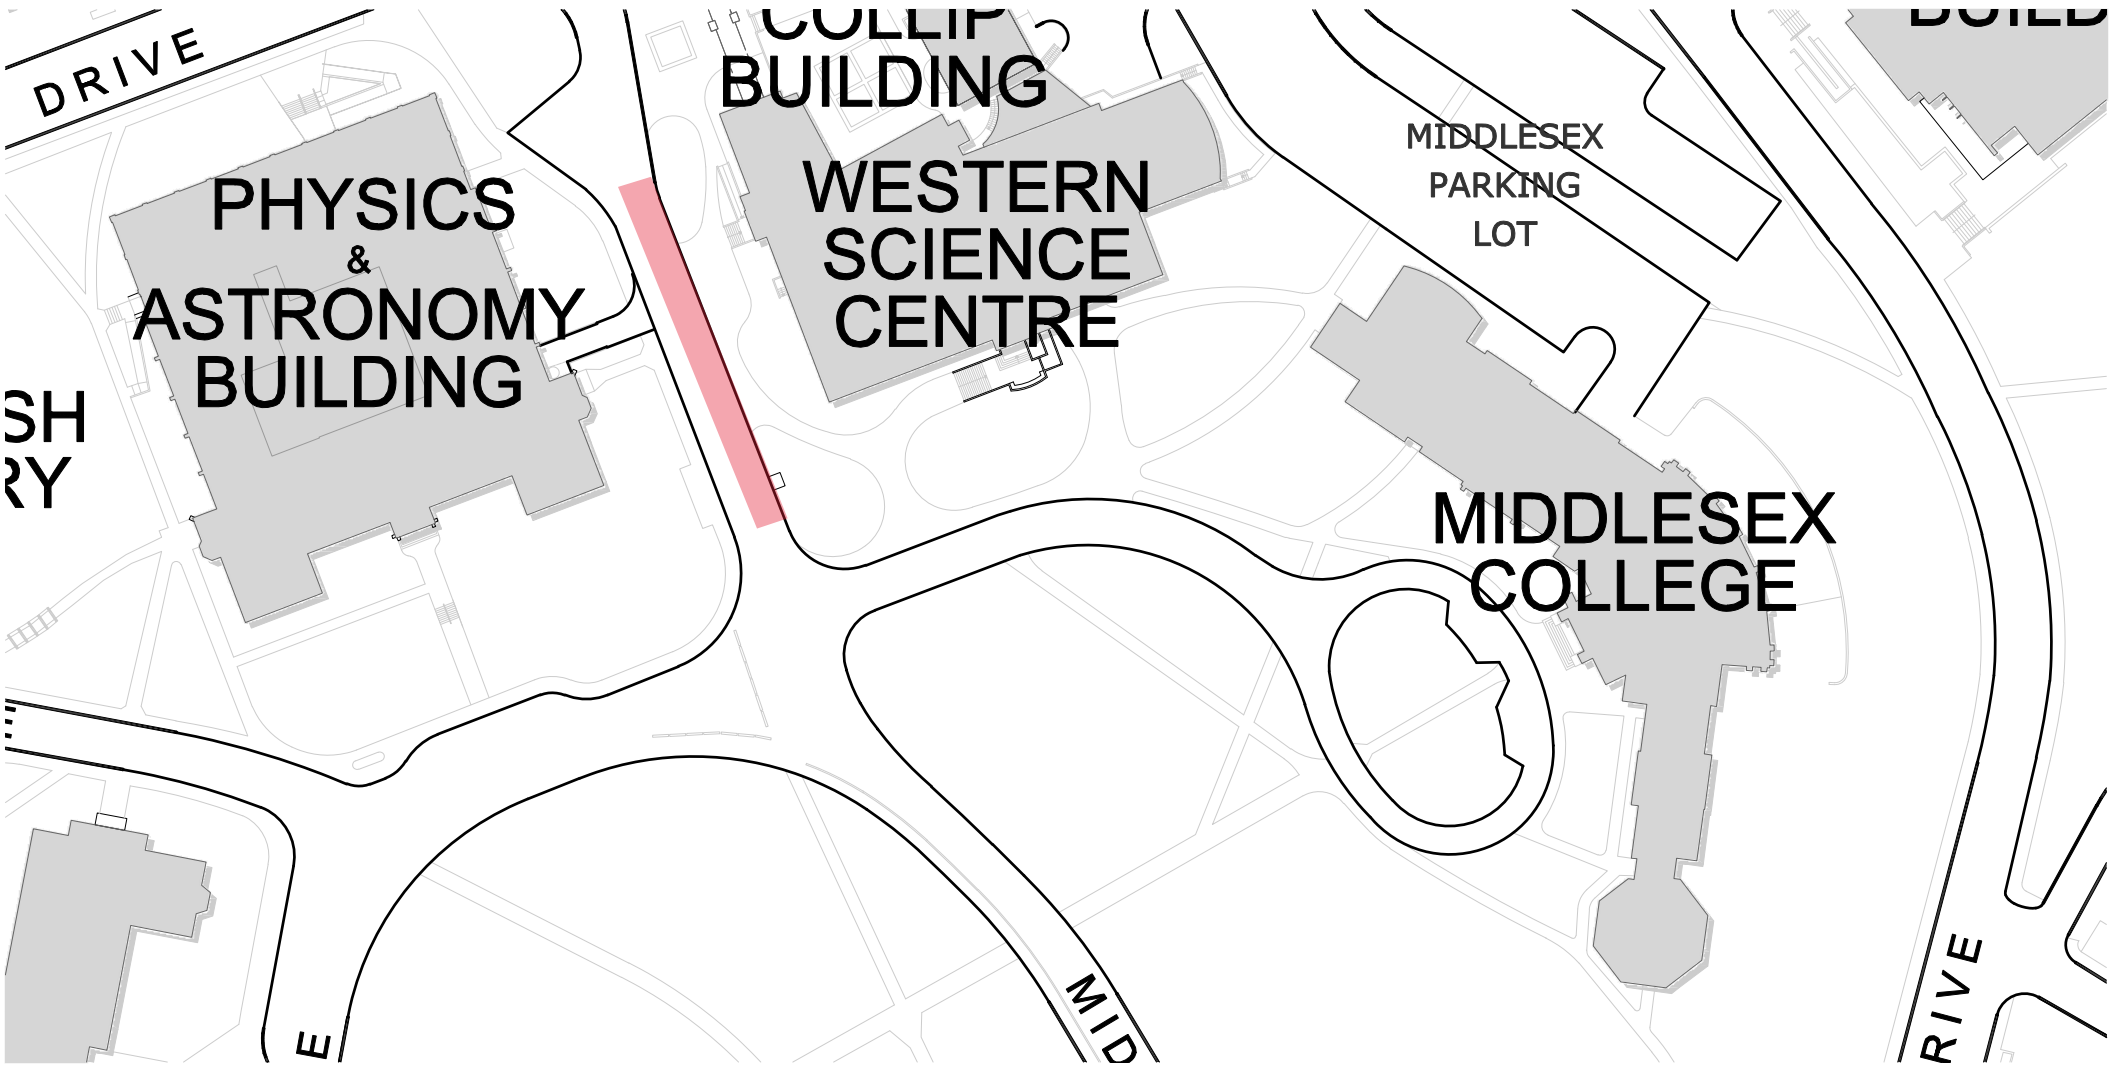 DRIVE
COLLIP
BUILDING
BUILD
PHYSICS
&
ASTRONOMY
BUILDING
WESTERN
SCIENCE
CENTRE
MIDDLESEX
PARKING
LOT
SH
RY
MIDDLESEX
COLLEGE
E
E
MID
RIVE